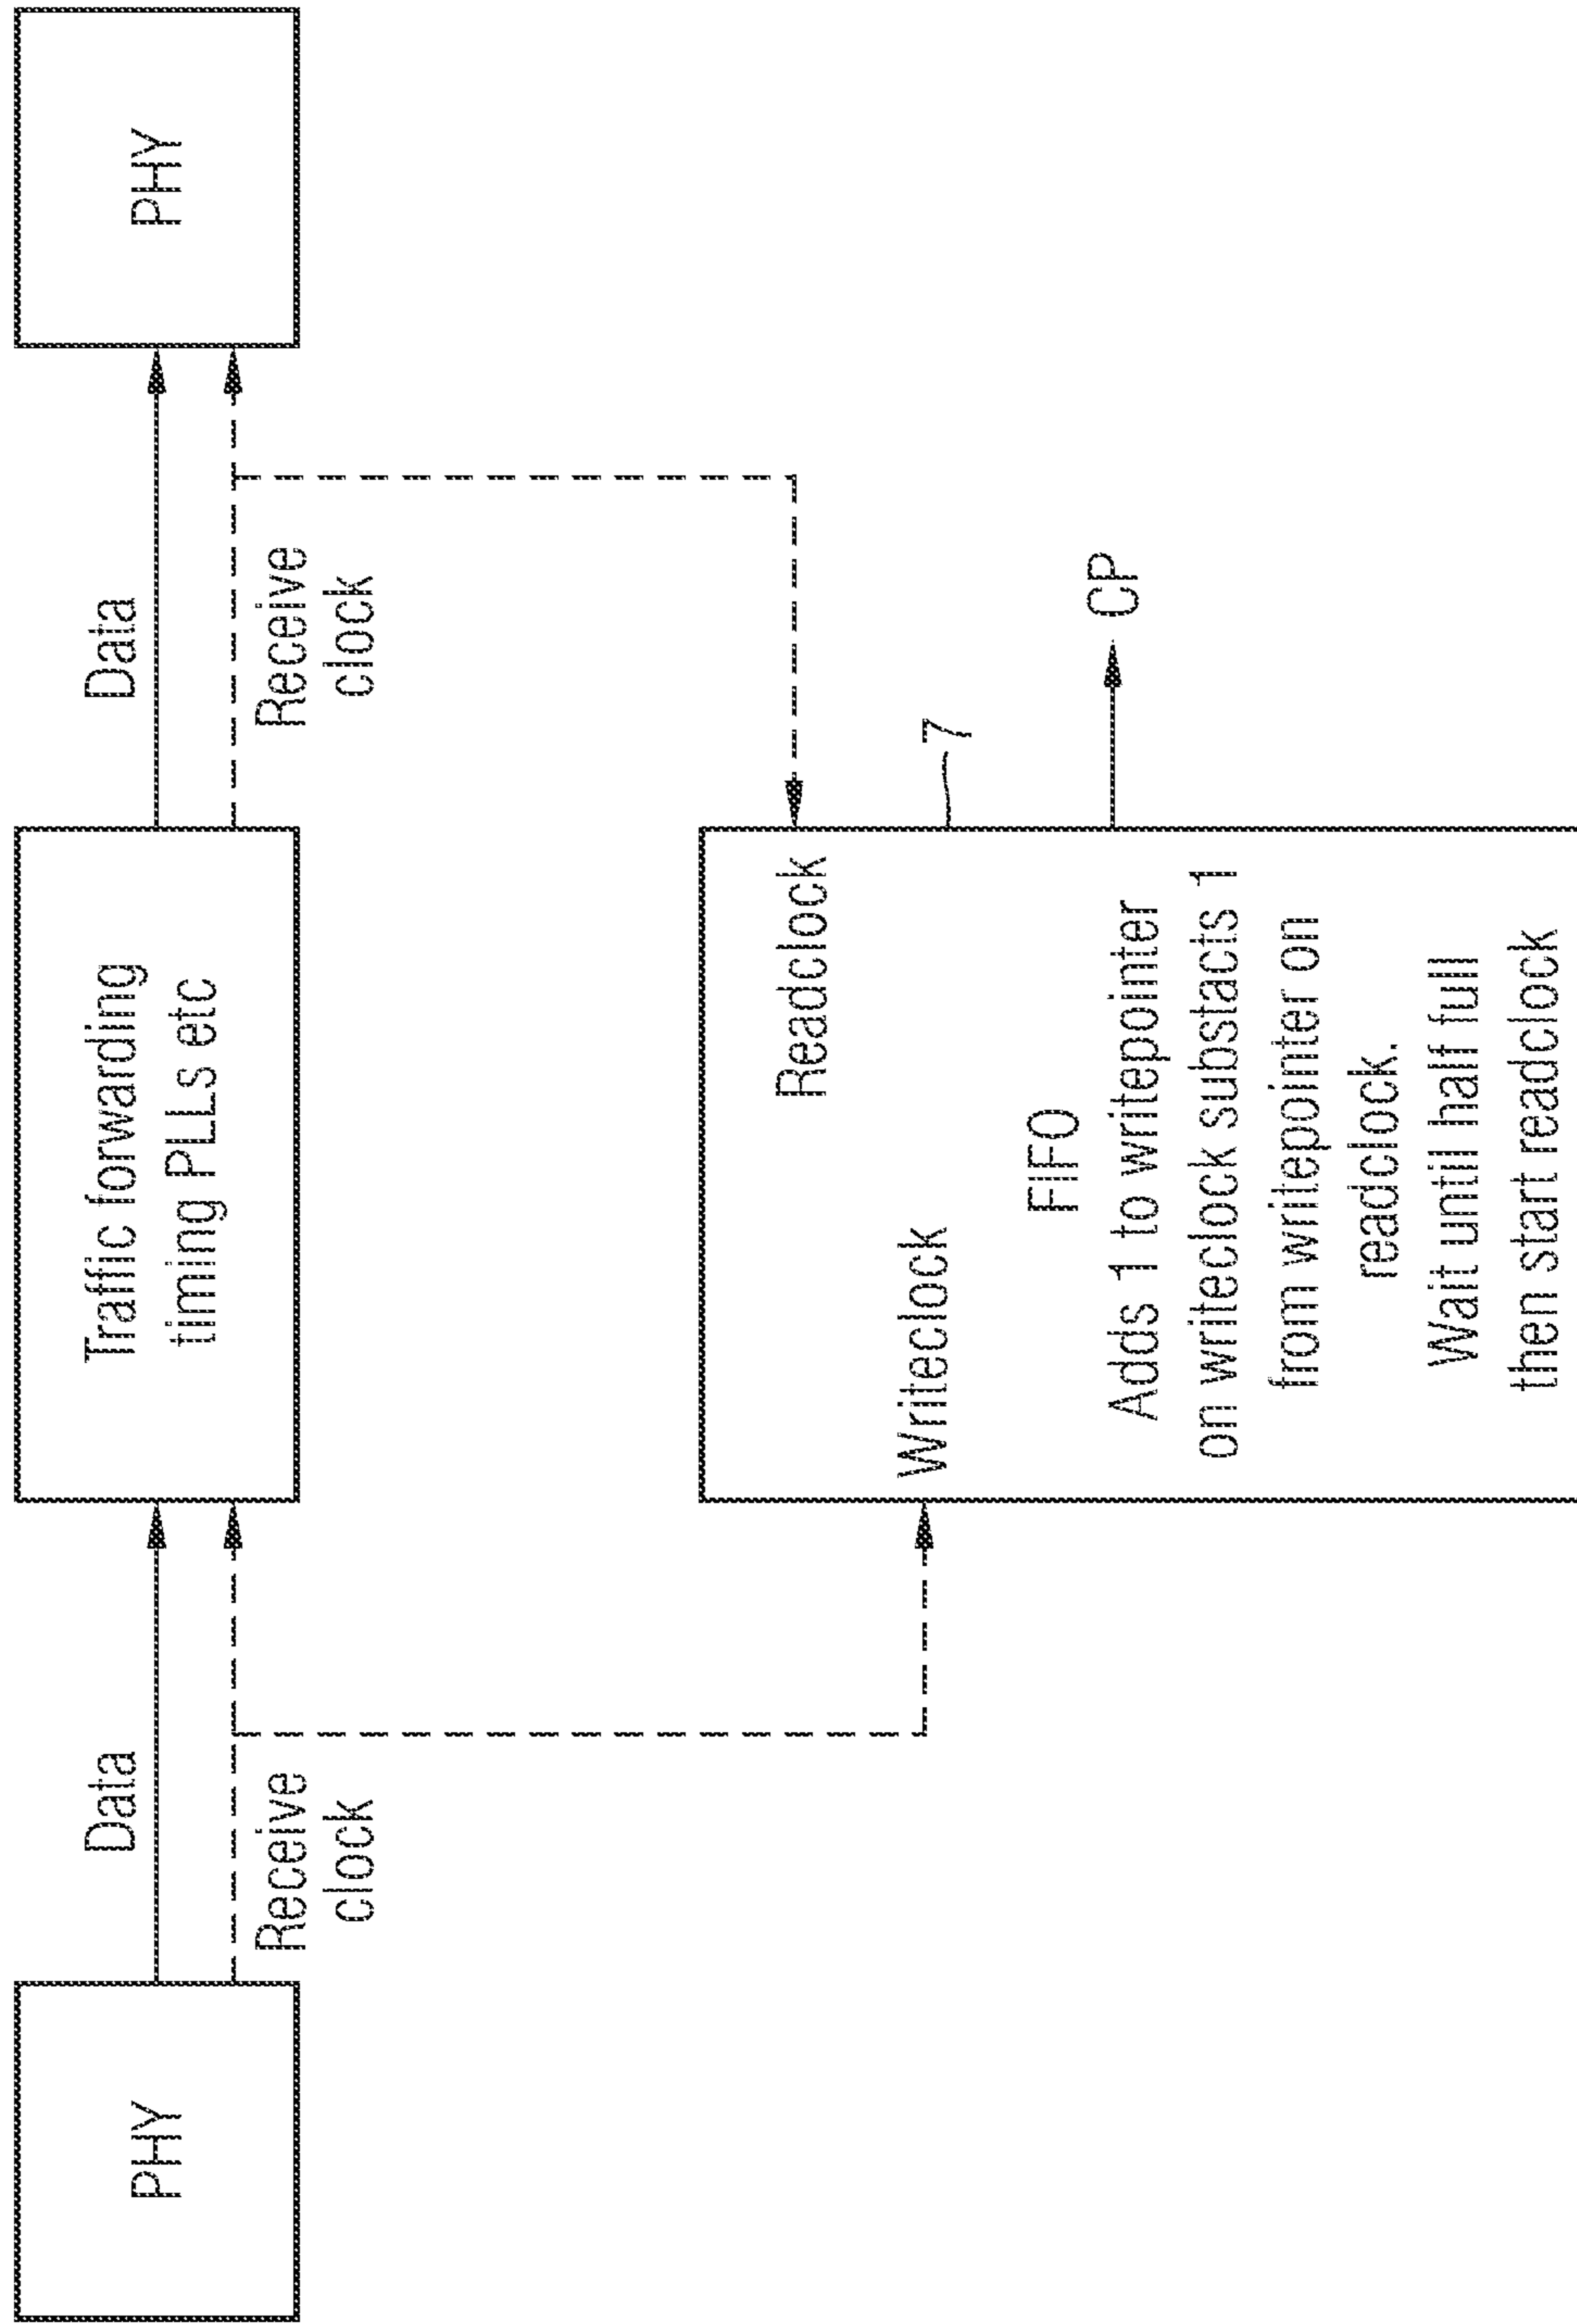 PHY
Data
Receive
clock
Traffic forwarding
timing PLLs etc
Data
Receive
clock
PHY
Readclock
Writeclock
7
FIFO
Adds 1 to writepointer
on writeclock substacts 1
from writepointer on
readclock.
Wait until half full
then start readclock
CP